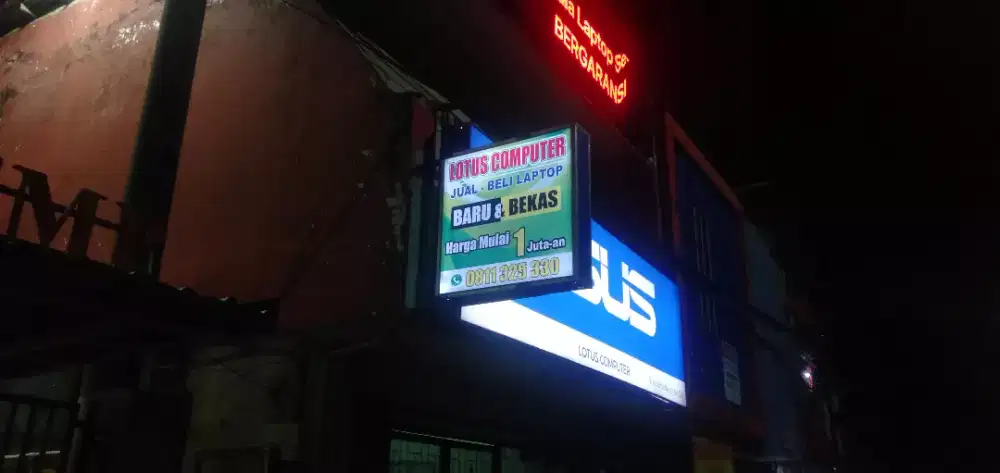 Laptop
BERGARANSI
LOTUS COMPUTER
JUAL - BELI LAPTOP
BARU & BEKAS
Harga Mulai 1 Juta-an
0811 325 330
SUS
LOTUS COMPUTER